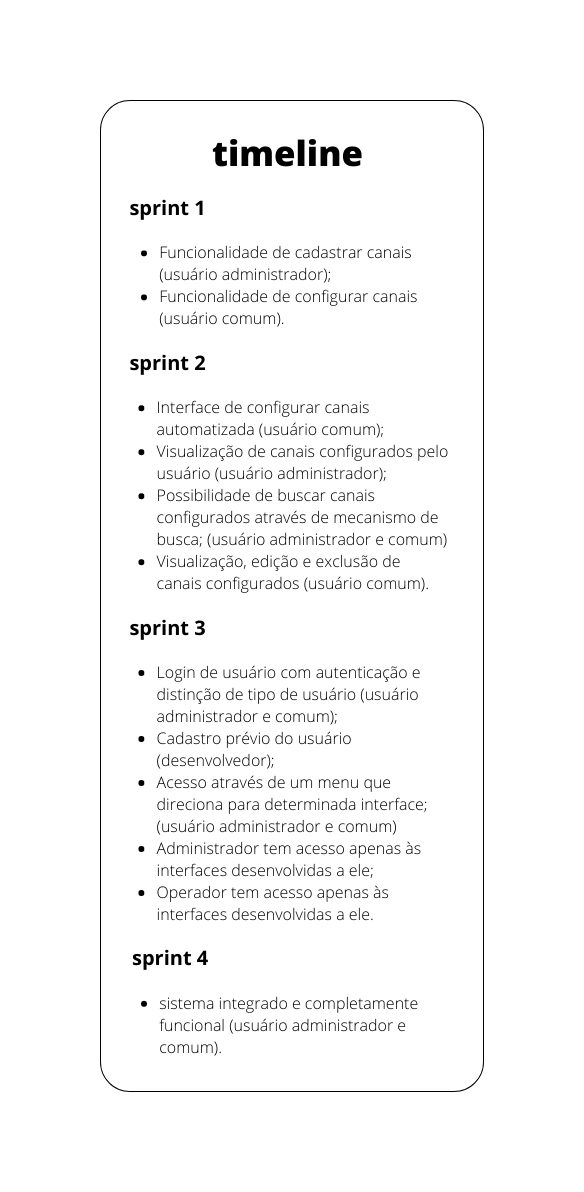 timeline
sprint 1
• Funcionalidade de cadastrar canais
(usuário administrador);
• Funcionalidade de configurar canais
(usuário comum).
sprint 2
• Interface de configurar canais
automatizada (usuário comum);
• Visualização de canais configurados pelo
usuário (usuário administrador);
• Possibilidade de buscar canais
configurados através de mecanismo de
busca; (usuário administrador e comum)
• Visualização, edição e exclusão de
canais configurados (usuário comum).
sprint 3
• Login de usuário com autenticação e
distinção de tipo de usuário (usuário
administrador e comum);
• Cadastro prévio do usuário
(desenvolvedor);
• Acesso através de um menu que
direciona para determinada interface;
(usuário administrador e comum)
• Administrador tem acesso apenas às
interfaces desenvolvidas a ele;
• Operador tem acesso apenas às
interfaces desenvolvidas a ele.
sprint 4
• sistema integrado e completamente
funcional (usuário administrador e
comum).